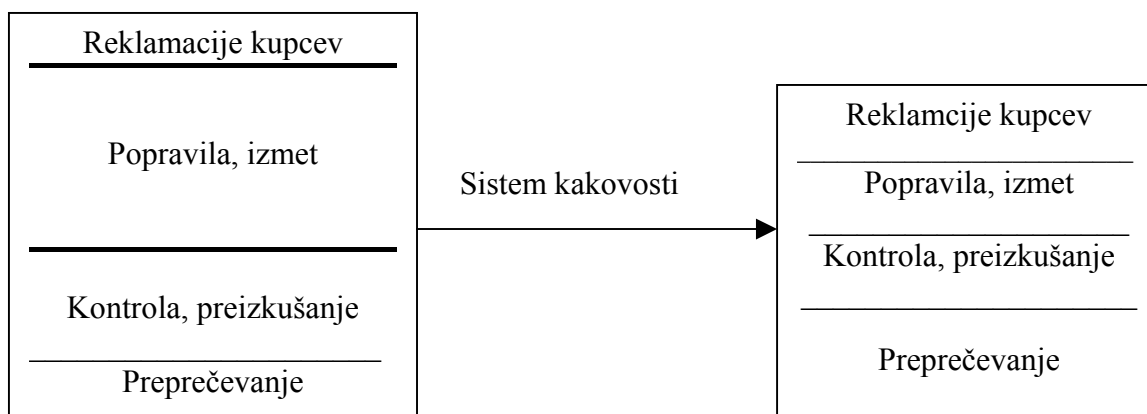 Reklamacije kupcev
Popravila, izmet
Kontrola, preizkušanje
Preprečevanje
Sistem kakovosti
Reklamcije kupcev
Popravila, izmet
Kontrola, preizkušanje
Preprečevanje